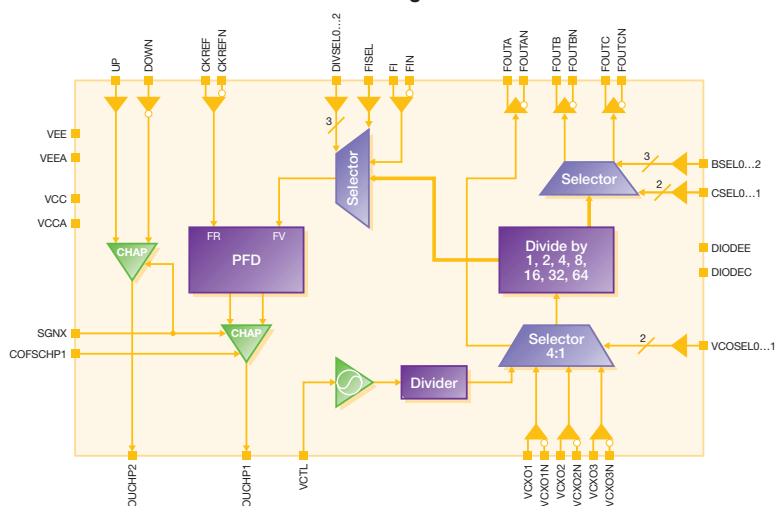 UP
DOWN
CKREF
CKREFN
DIVSEL0...2
FISEL
FI
FIN
FOUTA
FOUTAN
FOUTB
FOUTBN
FOUTC
FOUTCN
VEE
VEEA
VCC
VCCA
SGNX
COFSCHP1
3
Selector
3
2
Selector
BSEL0...2
CSEL0...1
DIODEE
DIODEC
CHAP
FR
FV
PFD
Divide by
1, 2, 4, 8,
16, 32, 64
CHAP
Selector
4:1
2
VCOSEL0...1
Divider
OUCHP2
OUCHP1
VCTL
VCXO1
VCXO1N
VCXO2
VCXO2N
VCXO3
VCXO3N